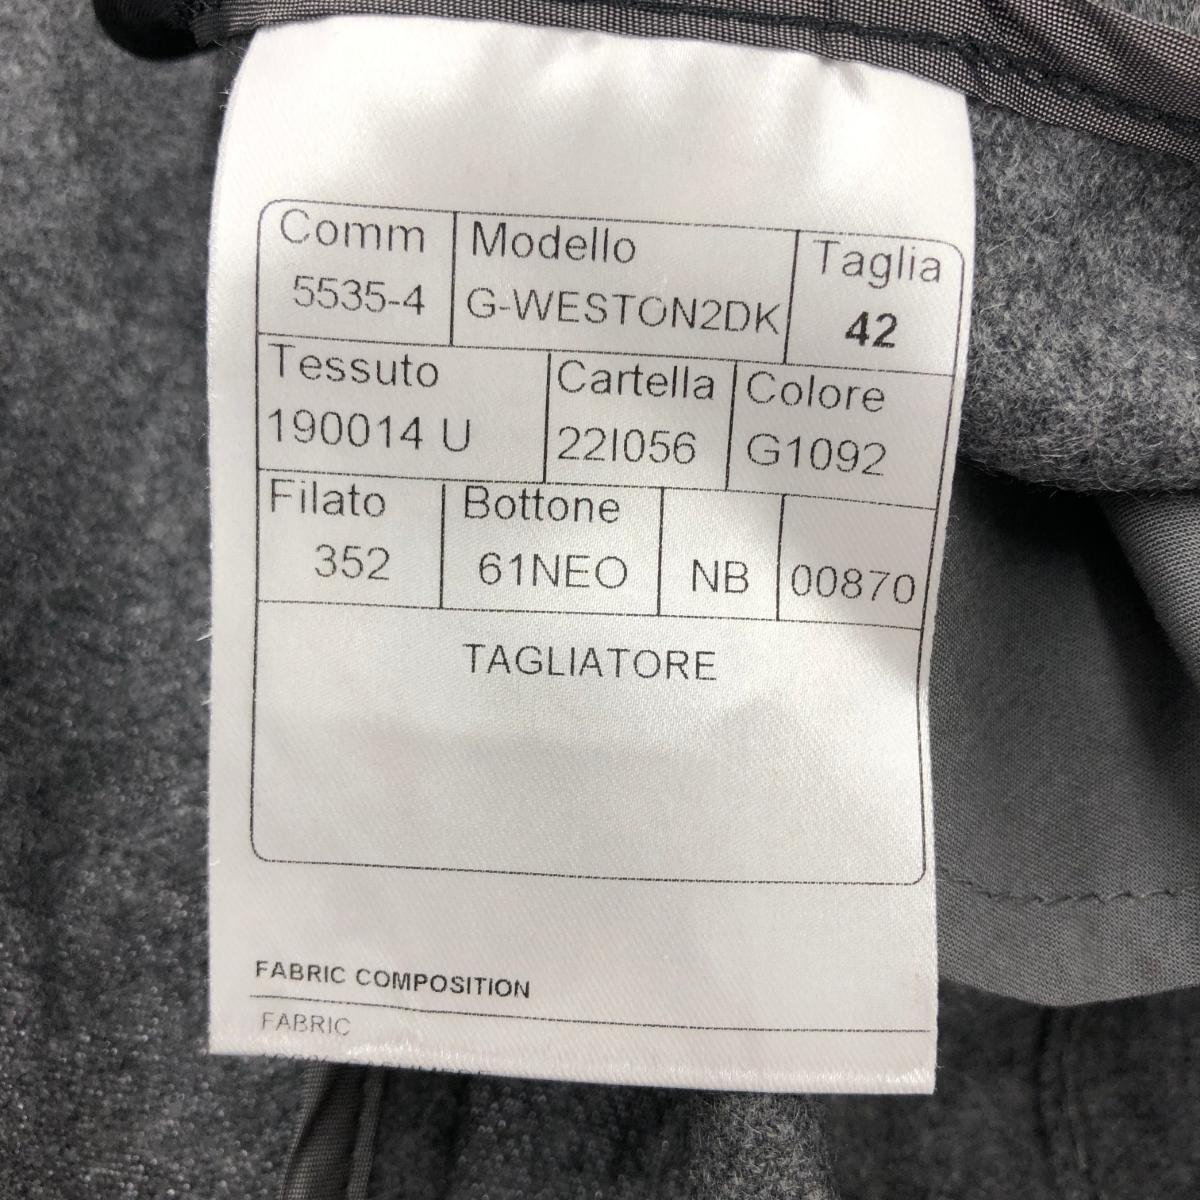 Comm Modello Taglia
5535-4 G-WESTON2DK 42
Tessuto Cartella Colore
190014 U 22I056 G1092
Filato Bottone
352 61NEO NB 00870
TAGLIATORE
FABRIC COMPOSITION
FABRIC